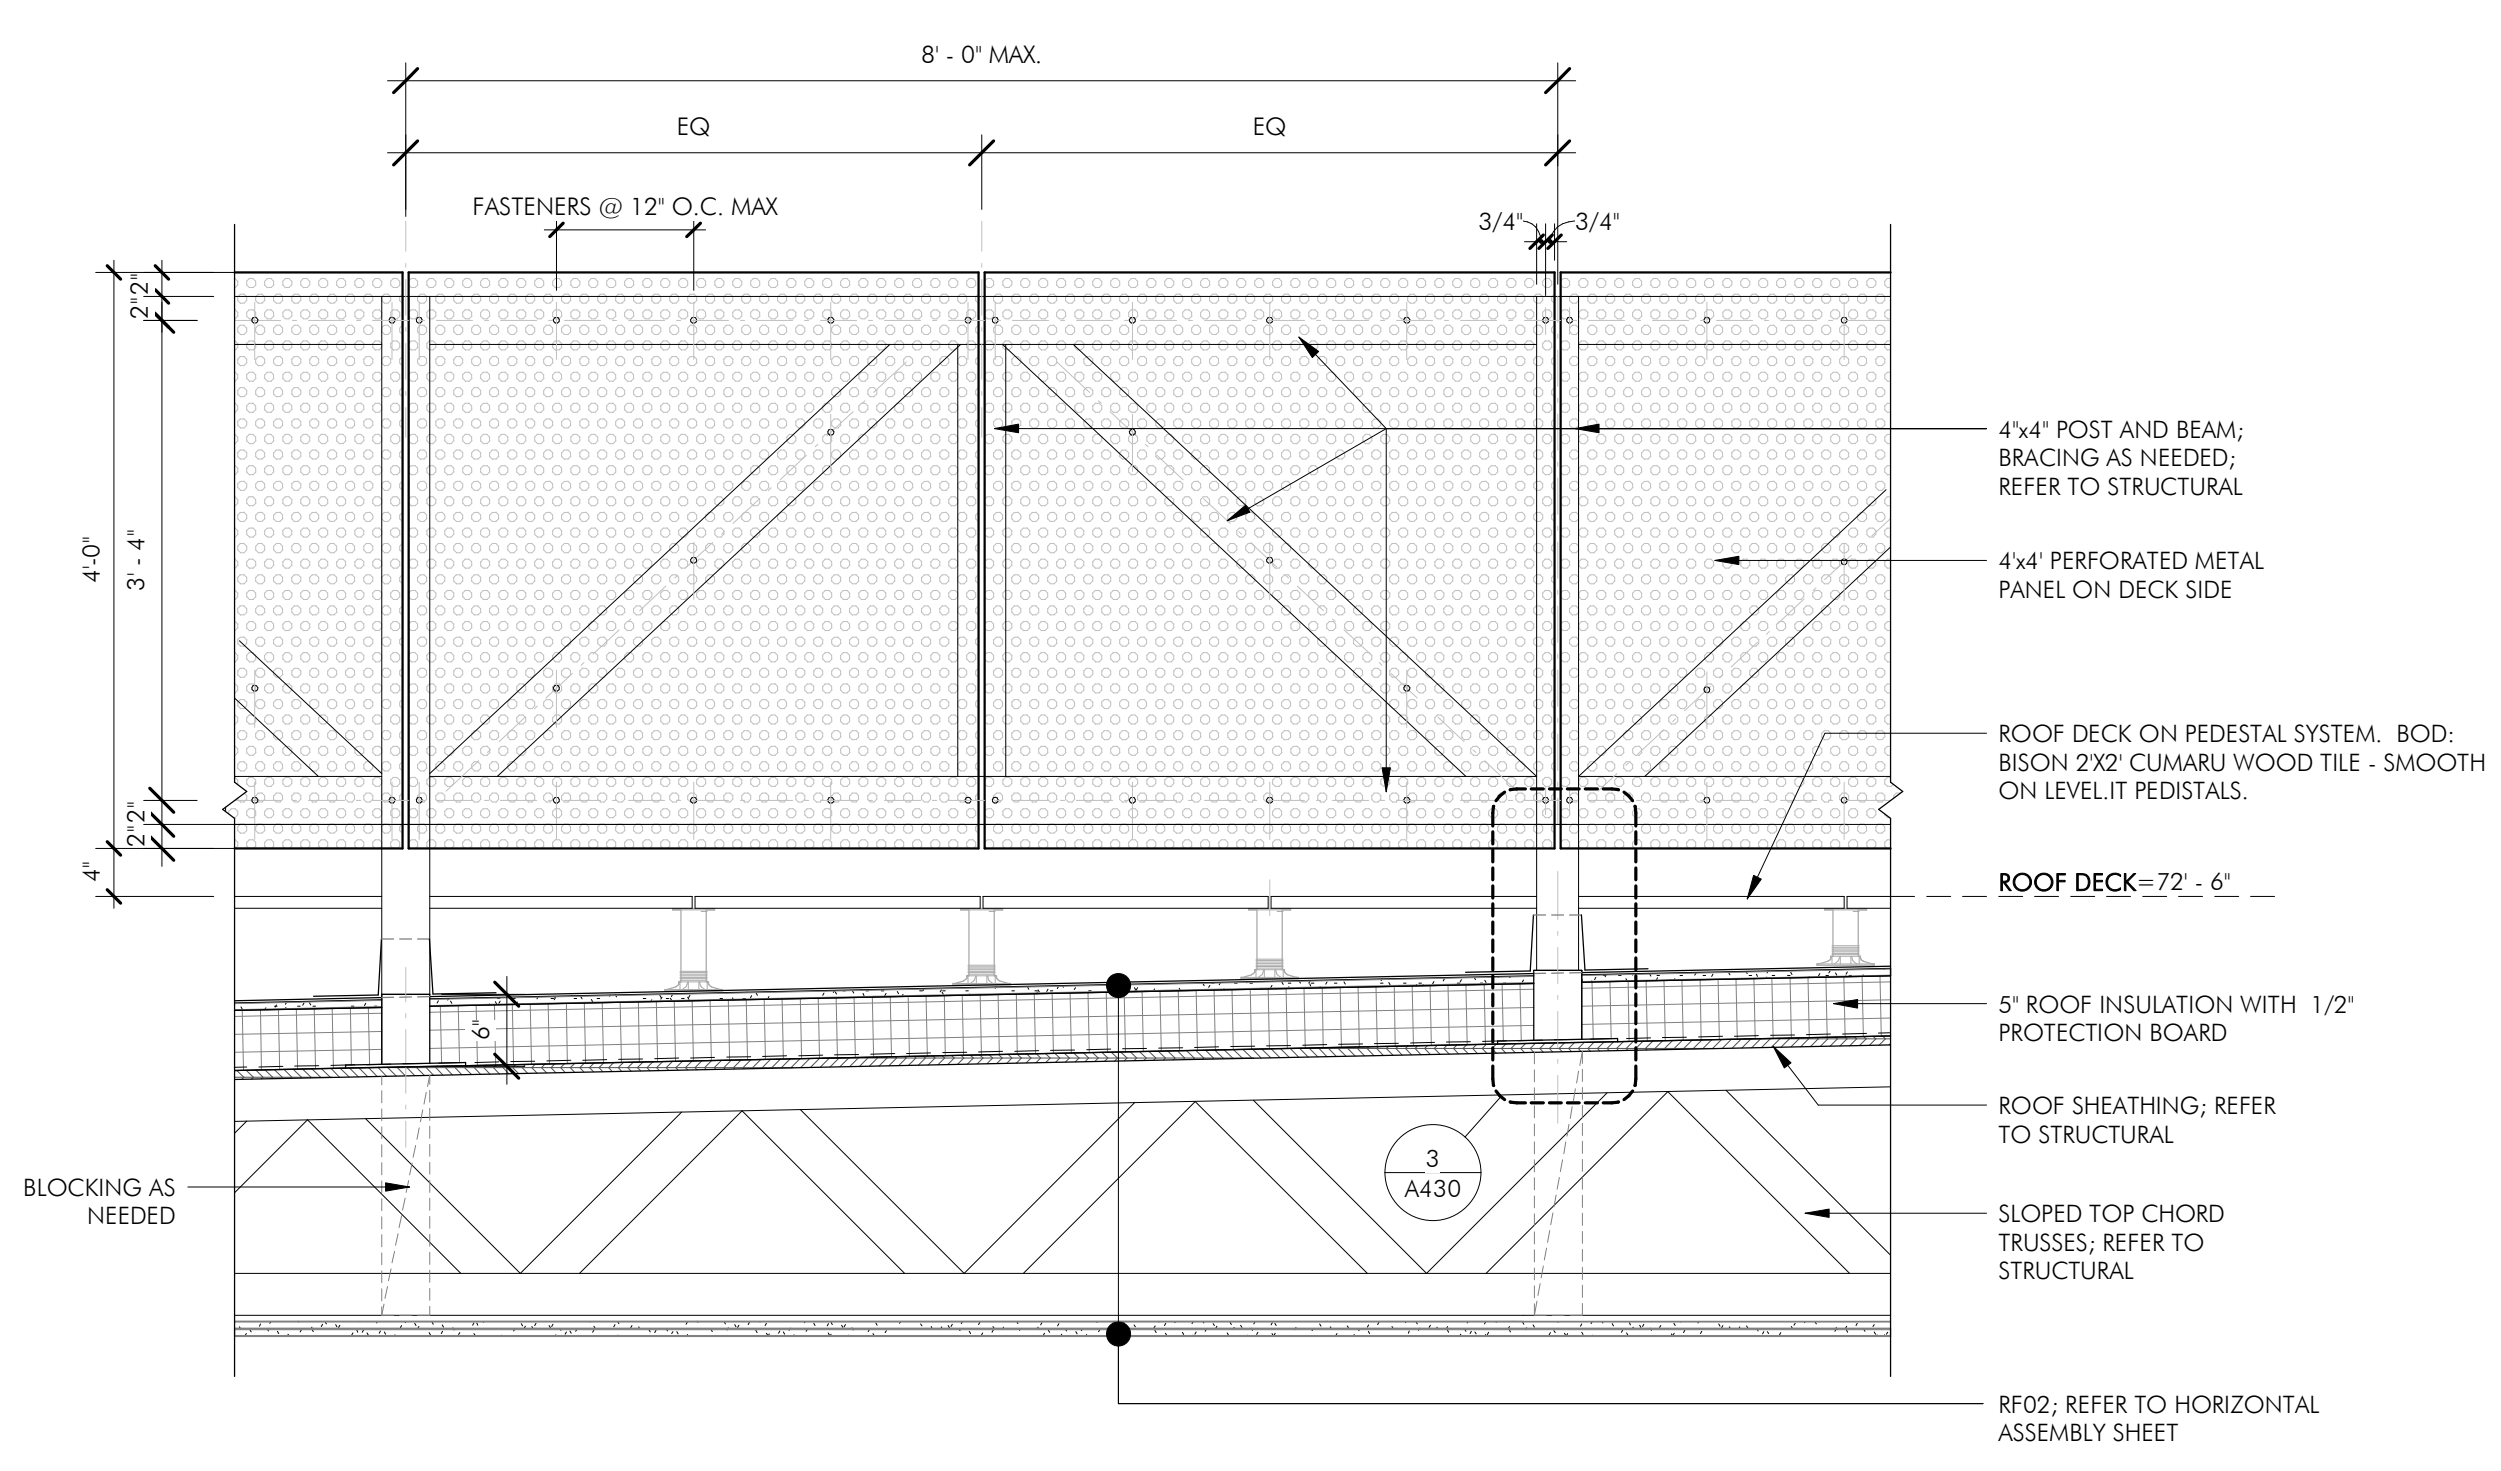 8' - 0" MAX.
EQ
EQ
FASTENERS @ 12" O.C. MAX
3/4"
3/4"
2"
2"
4'-0"
3' - 4"
2"
2"
4"
4"x4" POST AND BEAM;
BRACING AS NEEDED;
REFER TO STRUCTURAL
4'x4' PERFORATED METAL
PANEL ON DECK SIDE
ROOF DECK ON PEDESTAL SYSTEM.  BOD:
BISON 2'X2' CUMARU WOOD TILE - SMOOTH
ON LEVEL.IT PEDISTALS.
ROOF DECK=72' - 6"
6"
5" ROOF INSULATION WITH  1/2"
PROTECTION BOARD
ROOF SHEATHING; REFER
TO STRUCTURAL
3
A430
BLOCKING AS
NEEDED
SLOPED TOP CHORD
TRUSSES; REFER TO
STRUCTURAL
RF02; REFER TO HORIZONTAL
ASSEMBLY SHEET